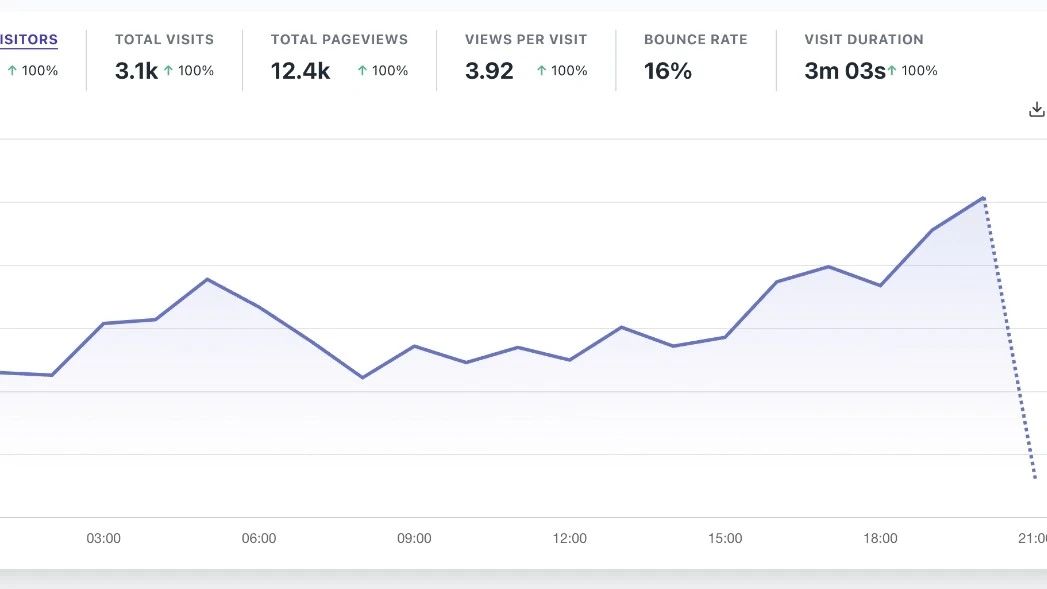 ISITORS TOTAL VISITS TOTAL PAGEVIEWS VIEWS PER VISIT BOUNCE RATE VISIT DURATION
↑ 100% 3.1k ↑ 100% 12.4k ↑ 100% 3.92 ↑ 100% 16% 3m 03s ↑ 100%
03:00 06:00 09:00 12:00 15:00 18:00 21:00